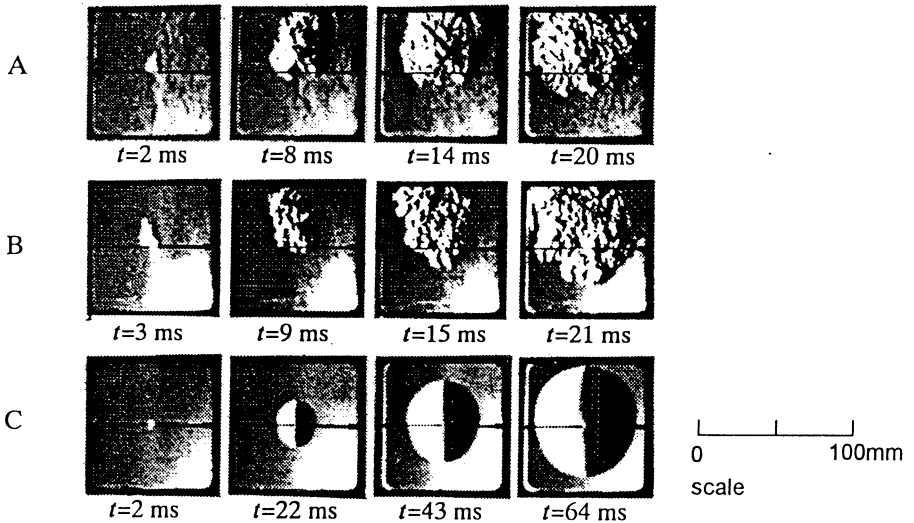 A
t=2 ms t=8 ms t=14 ms t=20 ms
B
t=3 ms t=9 ms t=15 ms t=21 ms
C
t=2 ms t=22 ms t=43 ms t=64 ms
0 100mm
scale